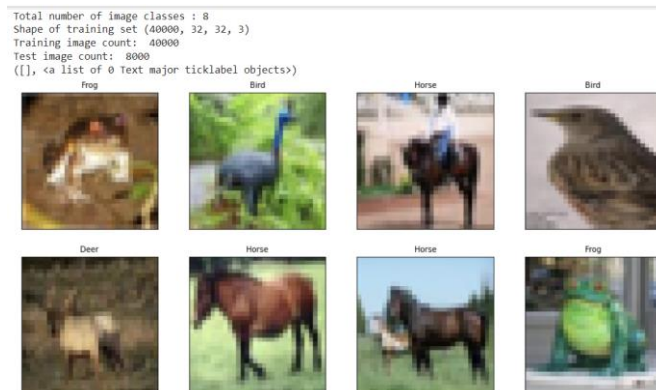 Total number of image classes : 8
Shape of training set (40000, 32, 32, 3)
Training image count:  40000
Test image count:  8000
([], <a list of 0 Text major ticklabel objects>)
Frog Bird Horse Bird
Deer Horse Horse Frog